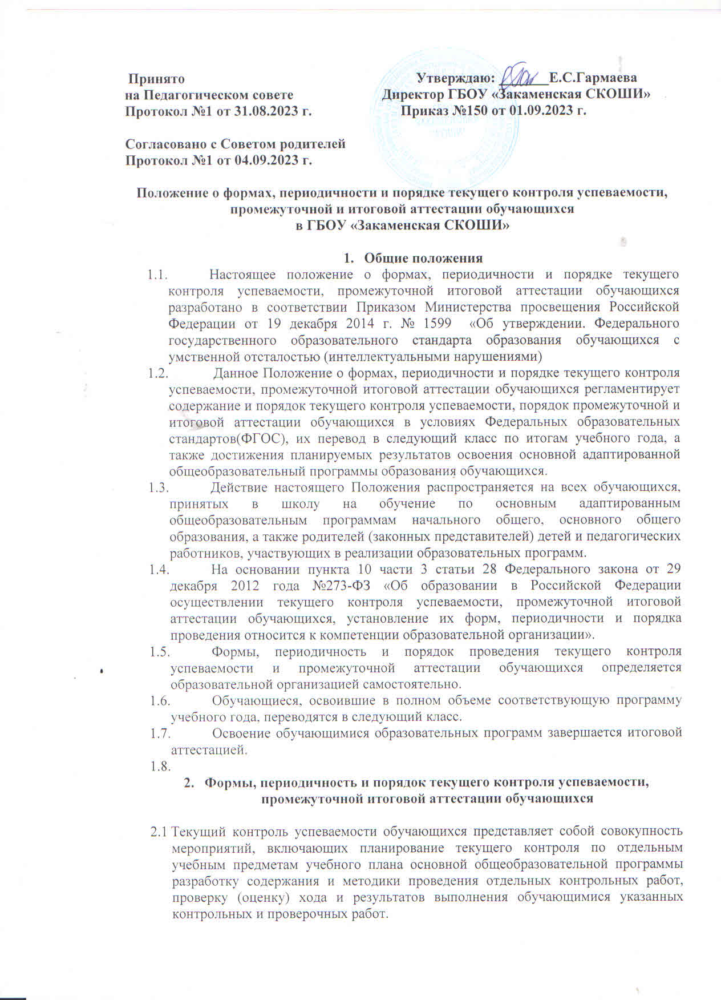 Принято Утверждаю: _______Е.С.Гармаева
на Педагогическом совете Директор ГБОУ «Закаменская СКОШИ»
Протокол №1 от 31.08.2023 г. Приказ №150 от 01.09.2023 г.
Согласовано с Советом родителей
Протокол №1 от 04.09.2023 г.
Положение о формах, периодичности и порядке текущего контроля успеваемости,
промежуточной и итоговой аттестации обучающихся
в ГБОУ «Закаменская СКОШИ»
1. Общие положения
1.1. Настоящее положение о формах, периодичности и порядке текущего
контроля успеваемости, промежуточной итоговой аттестации обучающихся
разработано в соответствии Приказом Министерства просвещения Российской
Федерации от 19 декабря 2014 г. № 1599 «Об утверждении. Федерального
государственного образовательного стандарта образования обучающихся с
умственной отсталостью (интеллектуальными нарушениями)
1.2. Данное Положение о формах, периодичности и порядке текущего контроля
успеваемости, промежуточной итоговой аттестации обучающихся регламентирует
содержание и порядок текущего контроля успеваемости, порядок промежуточной и
итоговой аттестации обучающихся в условиях Федеральных образовательных
стандартов(ФГОС), их перевод в следующий класс по итогам учебного года, а
также достижения планируемых результатов освоения основной адаптированной
общеобразовательный программы образования обучающихся.
1.3. Действие настоящего Положения распространяется на всех обучающихся,
принятых в школу на обучение по основным адаптированным
общеобразовательным программам начального общего, основного общего
образования, а также родителей (законных представителей) детей и педагогических
работников, участвующих в реализации образовательных программ.
1.4. На основании пункта 10 части 3 статьи 28 Федерального закона от 29
декабря 2012 года №273-ФЗ «Об образовании в Российской Федерации
осуществлении текущего контроля успеваемости, промежуточной итоговой
аттестации обучающихся, установление их форм, периодичности и порядка
проведения относится к компетенции образовательной организации».
1.5. Формы, периодичность и порядок проведения текущего контроля
успеваемости и промежуточной аттестации обучающихся определяется
образовательной организацией самостоятельно.
1.6. Обучающиеся, освоившие в полном объеме соответствующую программу
учебного года, переводятся в следующий класс.
1.7. Освоение обучающимися образовательных программ завершается итоговой
аттестацией.
1.8.
2. Формы, периодичность и порядок текущего контроля успеваемости,
промежуточной итоговой аттестации обучающихся
2.1 Текущий контроль успеваемости обучающихся представляет собой совокупность
мероприятий, включающих планирование текущего контроля по отдельным
учебным предметам учебного плана основной общеобразовательной программы
разработку содержания и методики проведения отдельных контрольных работ,
проверку (оценку) хода и результатов выполнения обучающимися указанных
контрольных и проверочных работ.